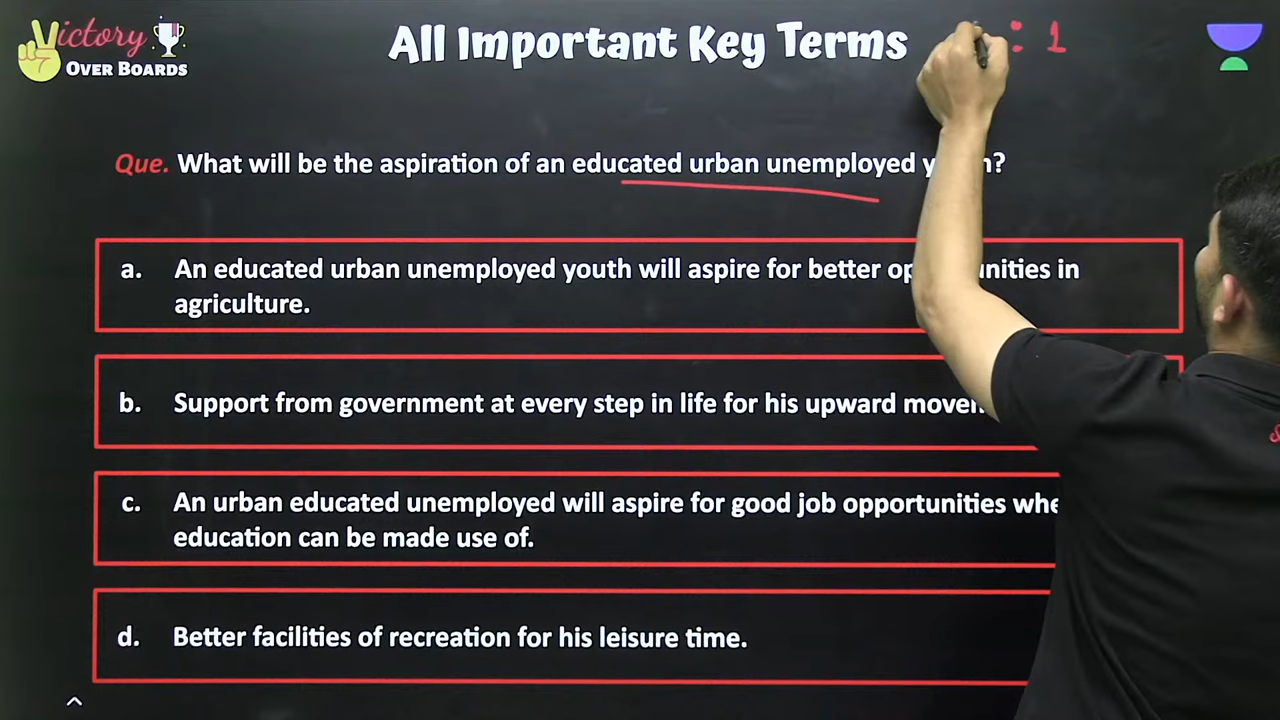 Victory
OVER BOARDS
All Important Key Terms
: 1
Que. What will be the aspiration of an educated urban unemployed
a. An educated urban unemployed youth will aspire for better in
agriculture.
b. Support from government at every step in life for his upward
c. An urban educated unemployed will aspire for good job opportunities
education can be made use of.
d. Better facilities of recreation for his leisure time.